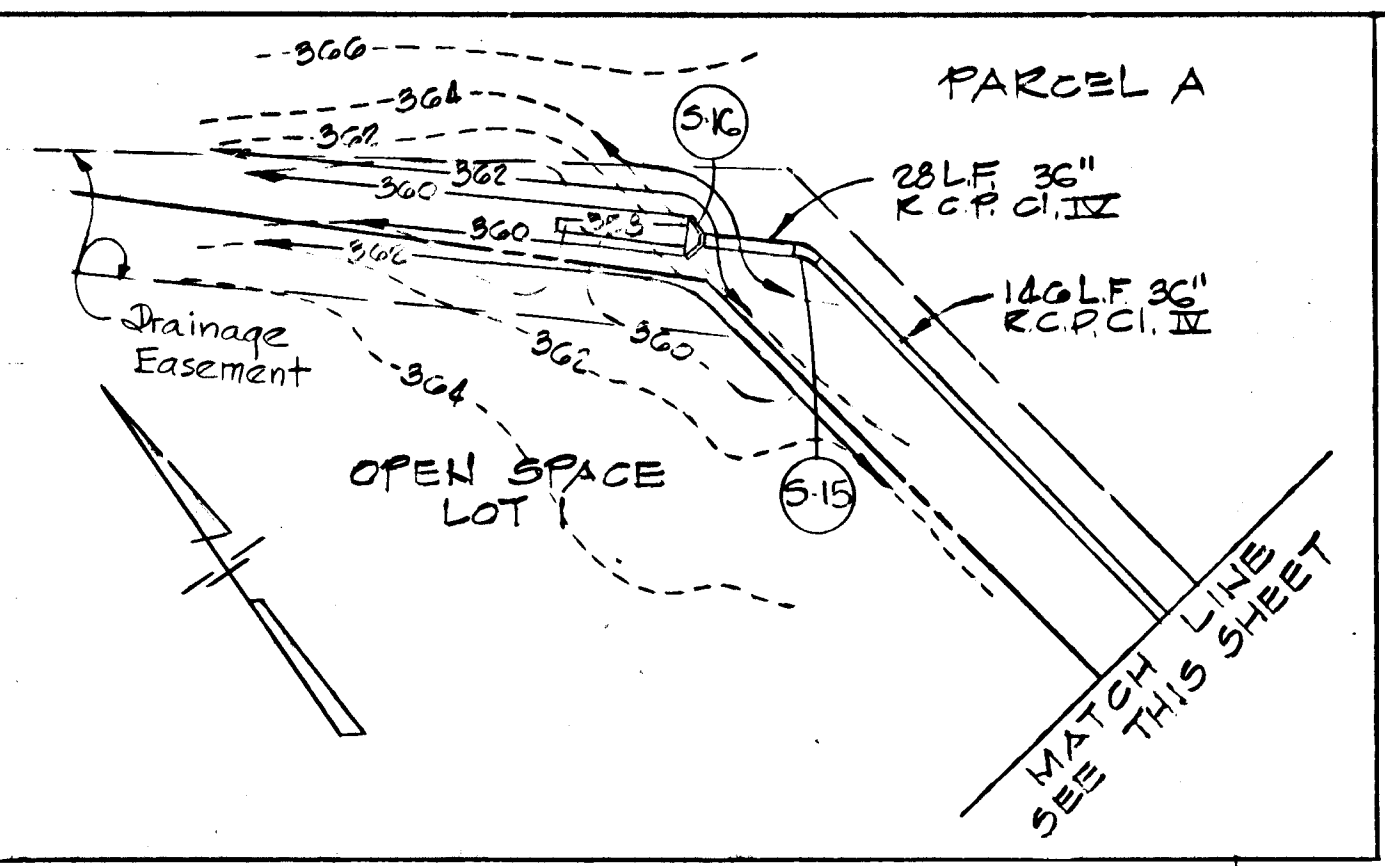 366
PARCEL A
364
S-16
362
28 L.F. 36"
R.C.P. Cl. IV
362
360
360
362
146 L.F. 36"
R.C.P. Cl. IV
Drainage
Easement
360
362
364
OPEN SPACE
LOT 1
S-15
MATCH LINE
SEE THIS SHEET